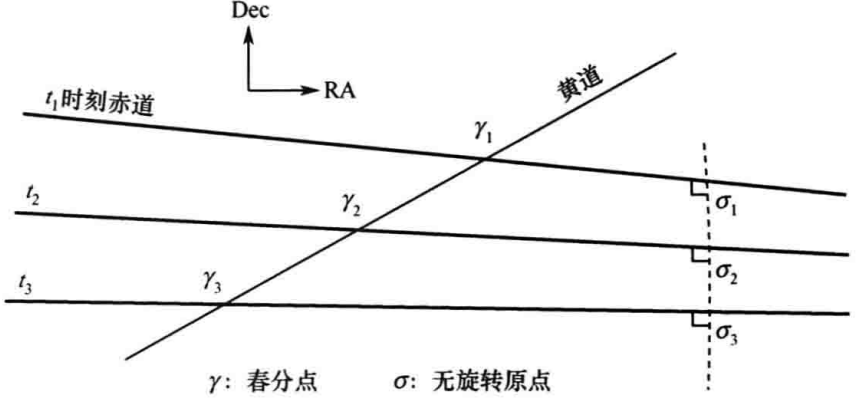 Dec
RA
黄道
t₁时刻赤道
γ₁
σ₁
t₂
γ₂
σ₂
t₃
γ₃
σ₃
γ: 春分点 σ: 无旋转原点